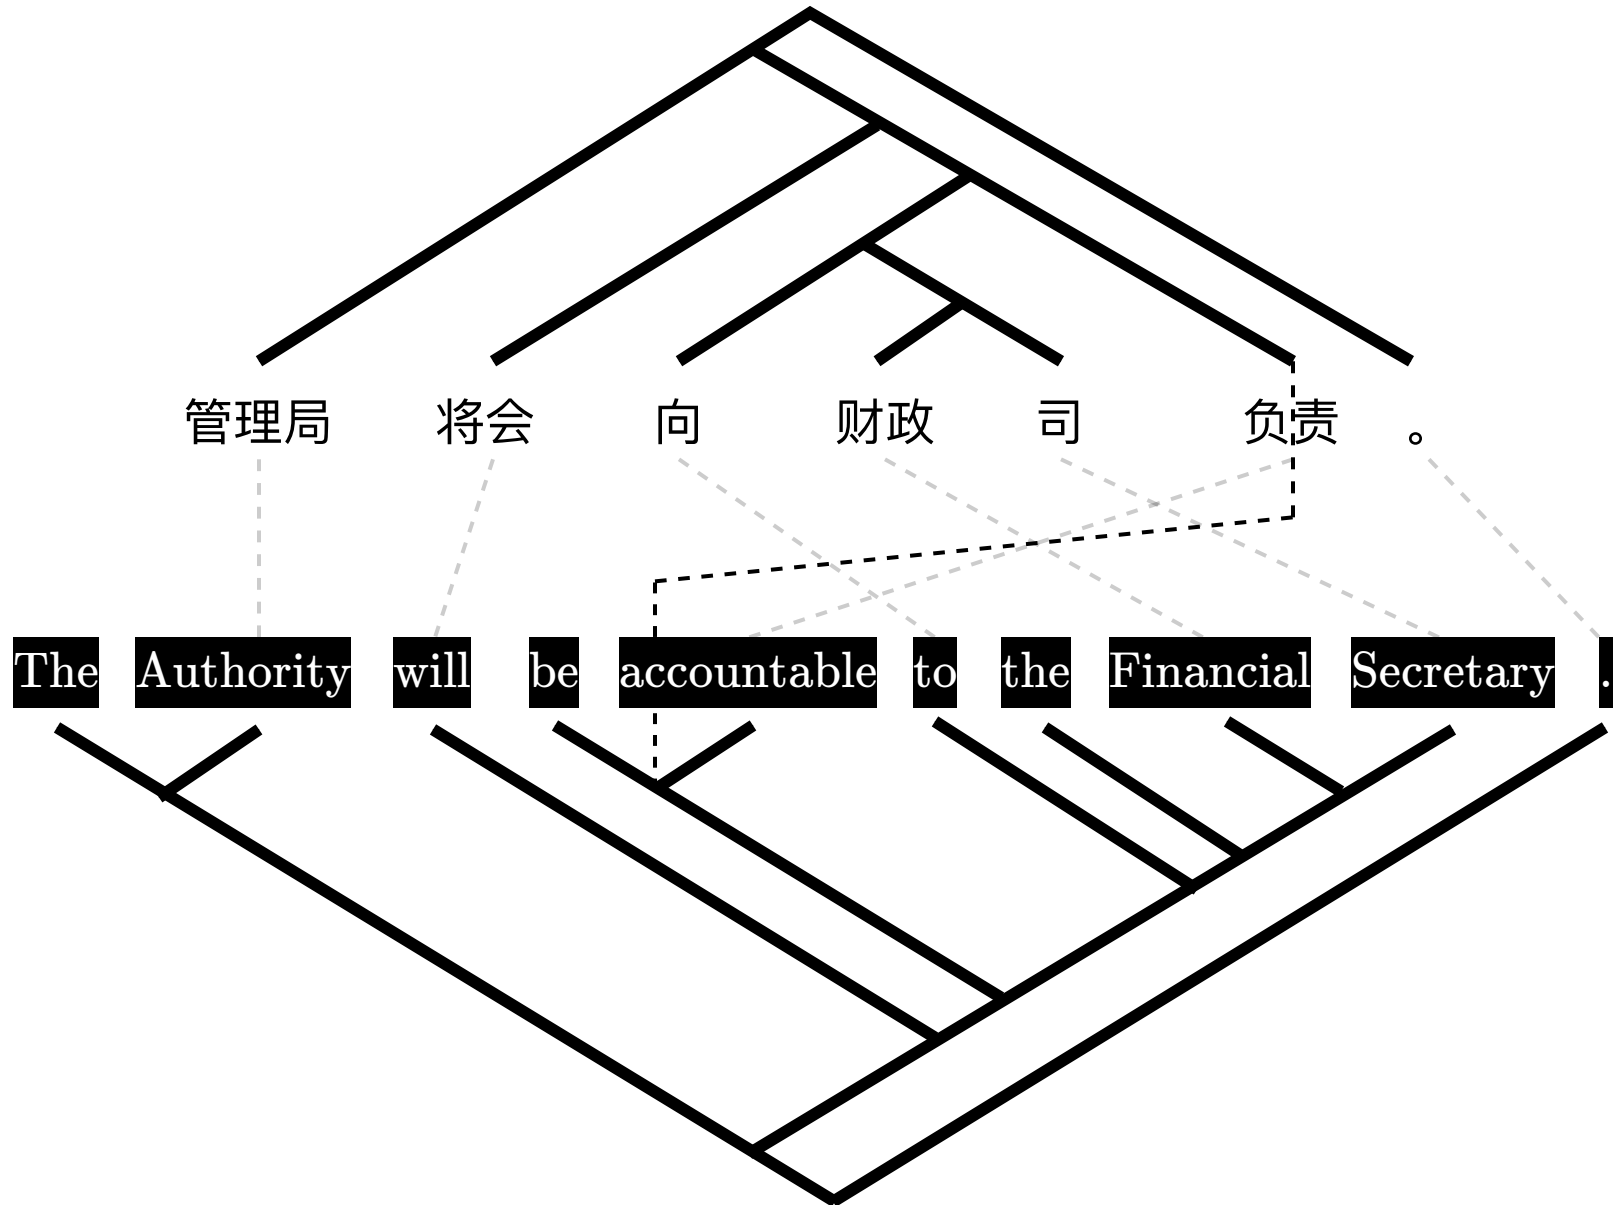 管理局 将会 向 财政 司 负责 。
The Authority will be accountable to the Financial Secretary .